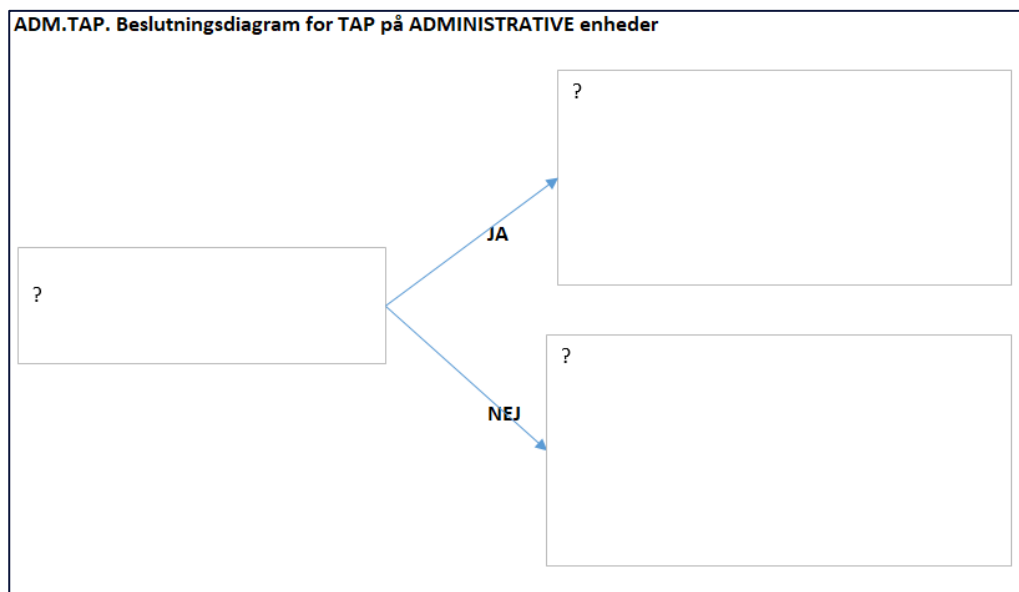 ADM.TAP. Beslutningsdiagram for TAP på ADMINISTRATIVE enheder
?
JA
?
NEJ
?